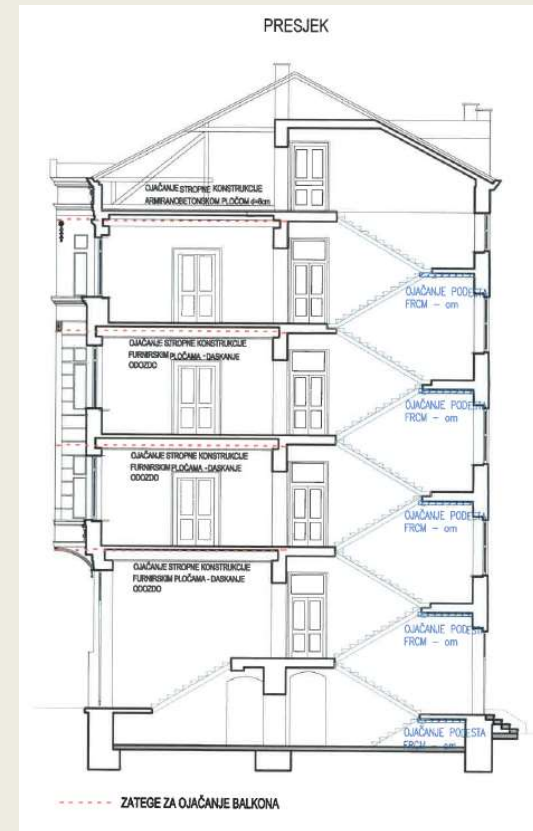 PRESJEK
OJAČANJE STROPNE KONSTRUKCIJE
ARMIRANOBETONSKOM PLOČOM d=6cm
OJAČANJE PODESTA
FRCM - om
OJAČANJE STROPNE KONSTRUKCIJE
FURNIRSKIM PLOČAMA - DASKANJE
ODOZDO
OJAČANJE PODESTA
FRCM - om
OJAČANJE STROPNE KONSTRUKCIJE
FURNIRSKIM PLOČAMA - DASKANJE
ODOZDO
OJAČANJE PODESTA
FRCM - om
OJAČANJE STROPNE KONSTRUKCIJE
FURNIRSKIM PLOČAMA - DASKANJE
ODOZDO
OJAČANJE PODESTA
FRCM - om
OJAČANJE PODESTA
FRCM - om
ZATEGE ZA OJAČANJE BALKONA